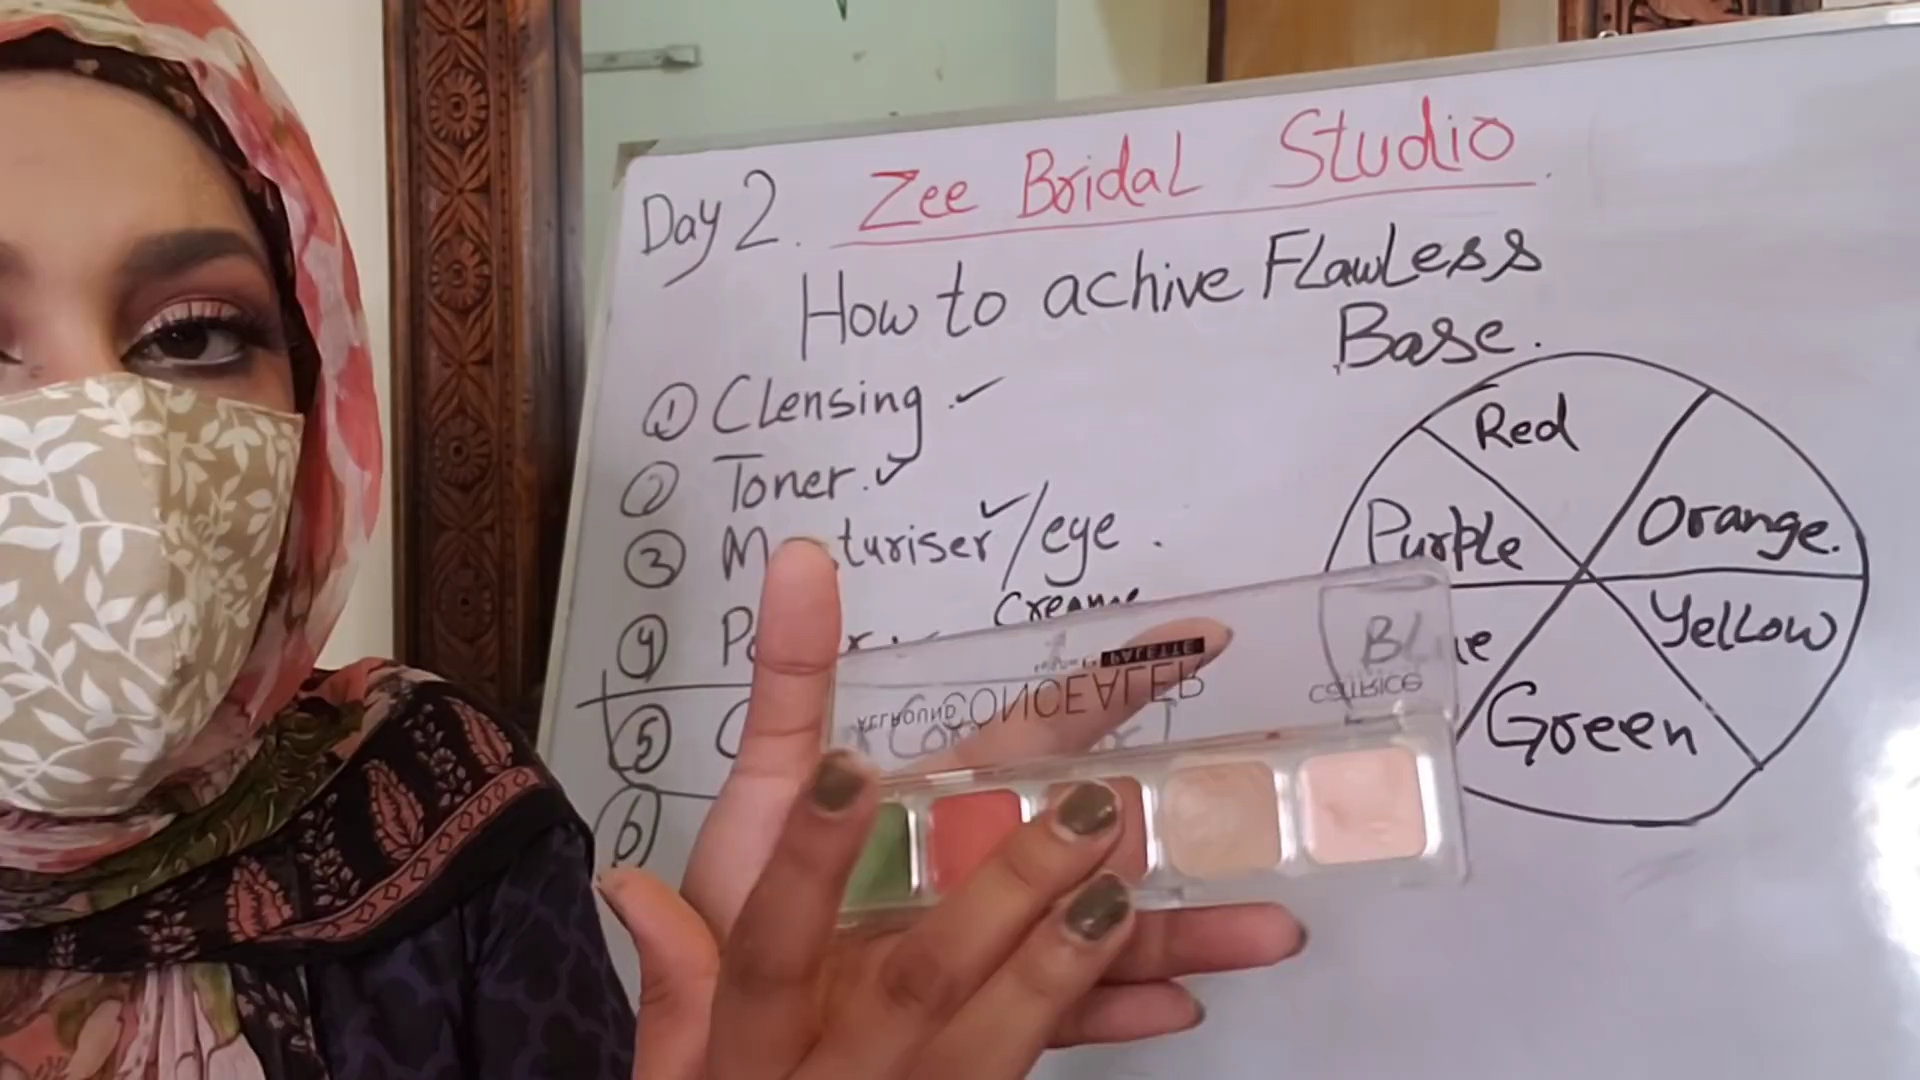 Day 2. Zee Bridal Studio
How to achive Flawless
Base.
① Clensing ✓
② Toner. ✓
③ turiser ✓/eye.
Creame
④
⑤
⑥
Red
Orange.
Yellow
Green
Purple
PALETTE
ALLROUND CONCEALER
CATRICE